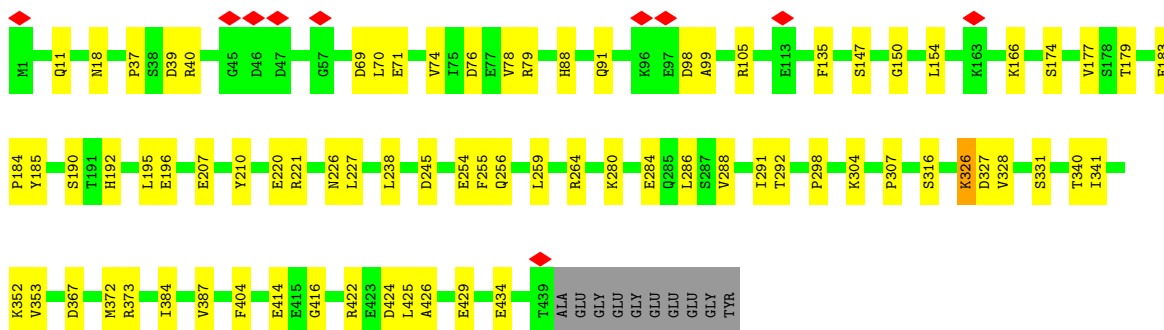 M1 Q11 N18 P37 S38 D39 R40 G45 D46 D47 G57 D69 L70 E71 V74 I75 D76 E77 V78 R79 H88 Q91 K96 E97 D98 A99 R105 E113 F135 S147 G150 L154 K163 K166 S174 V177 S178 T179 E183
P184 Y185 S190 T191 H192 L195 E196 E207 Y210 E220 R221 N226 L227 L238 D245 E254 F255 Q256 L259 R264 K280 E284 Q285 L286 S287 V288 I291 T292 P298 K304 P307 S316 K326 D327 V328 S331 T340 I341
K352 V353 D367 M372 R373 I384 V387 F404 E414 E415 G416 R422 E423 D424 L425 A426 E429 E434 T439 ALA GLU GLY GLU GLY GLU GLU GLU GLY TYR